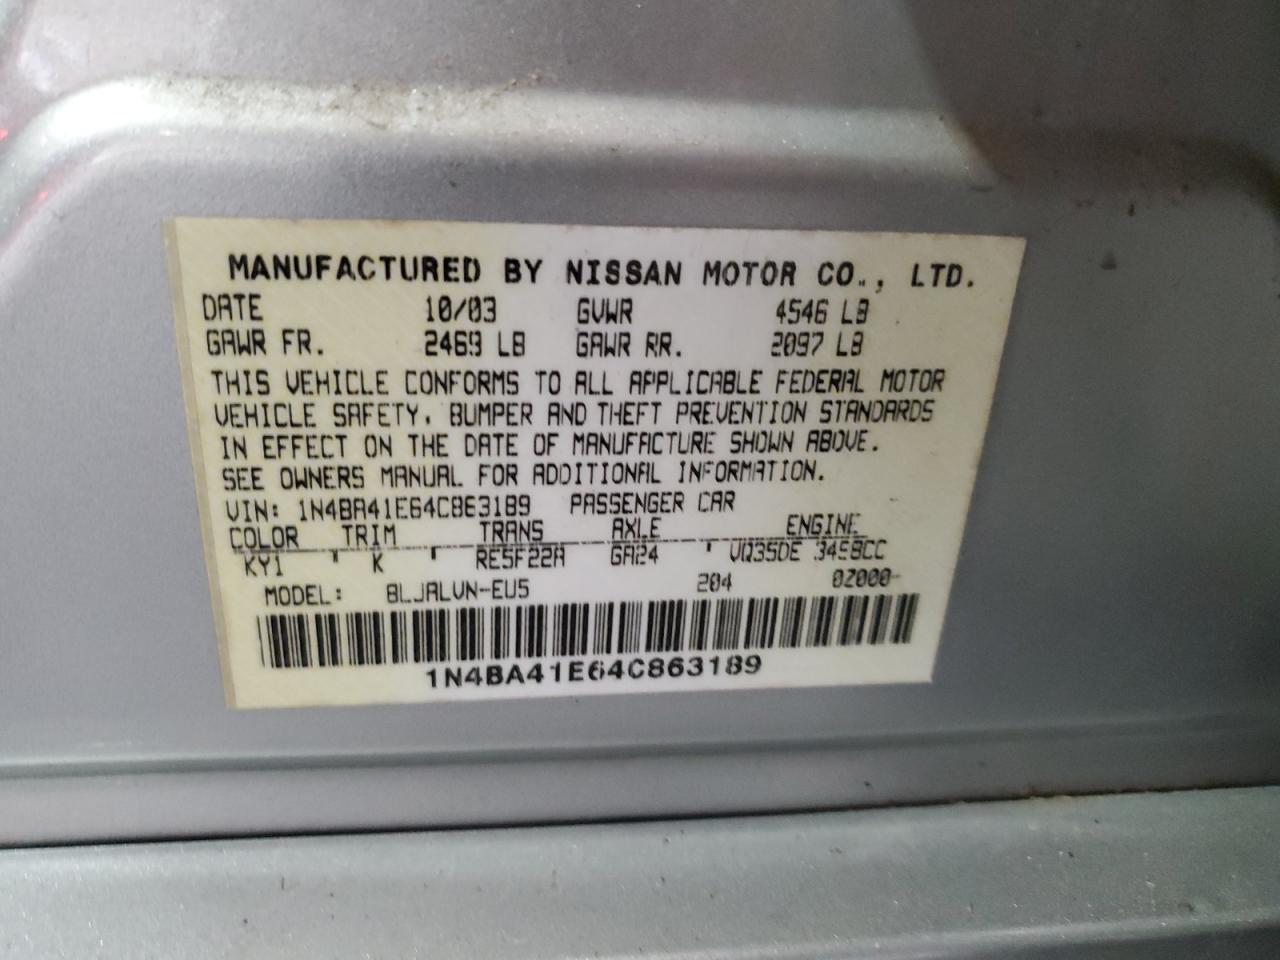 MANUFACTURED BY NISSAN MOTOR CO., LTD.
DATE 10/03 GVWR 4546 LB
GAWR FR. 2469 LB GAWR RR. 2097 LB
THIS VEHICLE CONFORMS TO ALL APPLICABLE FEDERAL MOTOR
VEHICLE SAFETY, BUMPER AND THEFT PREVENTION STANDARDS
IN EFFECT ON THE DATE OF MANUFACTURE SHOWN ABOVE.
SEE OWNERS MANUAL FOR ADDITIONAL INFORMATION.
VIN: 1N4BA41E64C863189 PASSENGER CAR
COLOR TRIM TRANS AXLE ENGINE
KY1 ' K ' RE5F22A GA24 ' VQ35DE 3498CC
MODEL: BLJALVN-EU5 204 0Z000-
1N4BA41E64C863189